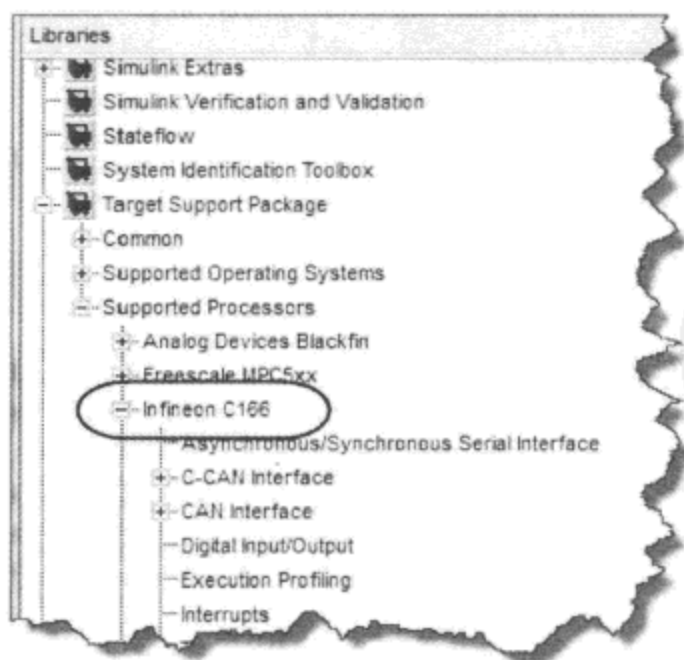 Libraries
Simulink Extras
Simulink Verification and Validation
Stateflow
System Identification Toolbox
Target Support Package
Common
Supported Operating Systems
Supported Processors
Analog Devices Blackfin
Freescale MPC5xx
Infineon C166
Asynchronous/Synchronous Serial Interface
C-CAN Interface
CAN Interface
Digital Input/Output
Execution Profiling
Interrupts